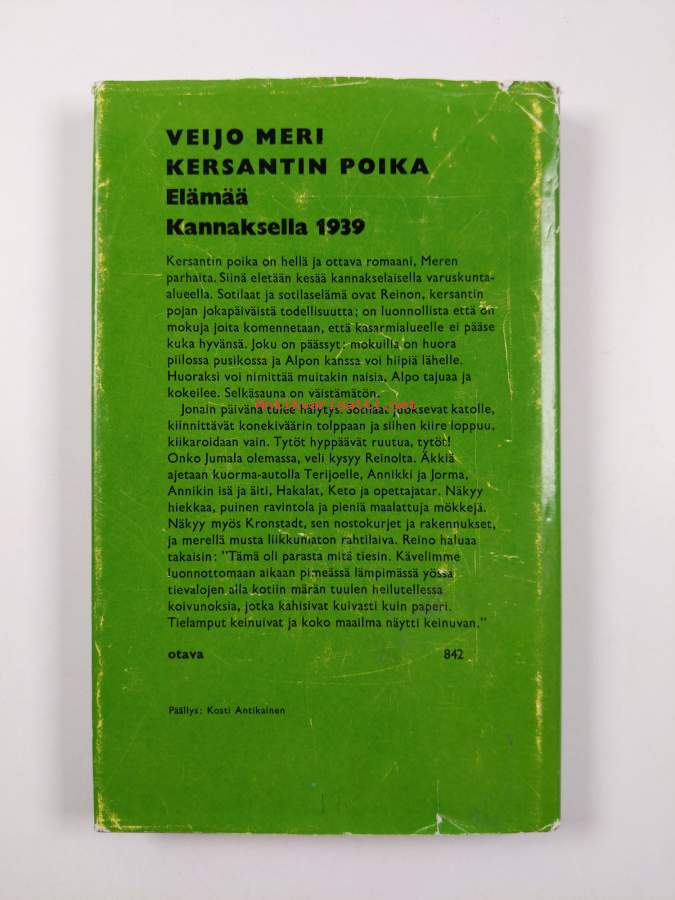 VEIJO MERI
KERSANTIN POIKA
Elämää
Kannaksella 1939
Kersantin poika on hellä ja ottava romaani, Meren
parhaita. Siinä eletään kesää kannakselaisella varuskunta-
alueella. Sotilaat ja sotilaselämä ovat Reinon, kersantin
pojan jokapäiväistä todellisuutta; on luonnollista että on
mokuja joita komennetaan, että kasarmialueelle ei pääse
kuka hyvänsä. Joku on päässyt: mokuilla on huora
piilossa pusikossa ja Alpon kanssa voi hiipiä lähelle.
Huoraksi voi nimittää muitakin naisia, Alpo tajuaa ja
kokeilee. Selkäsauna on väistämätön.
Antikvariaatti.net
Jonain päivänä tulee hälytys. Sotilaat juoksevat katolle,
kiinnittävät konekiväärin tolppaan ja siihen kiire loppuu,
kiikaroidaan vain. Tytöt hyppäävät ruutua, tytöt!
Onko Jumala olemassa, veli kysyy Reinolta. Äkkiä
ajetaan kuorma-autolla Terijoelle, Annikki ja Jorma,
Annikin isä ja äiti, Hakalat, Keto ja opettajatar. Näkyy
hiekkaa, puinen ravintola ja pieniä maalattuja mökkejä.
Näkyy myös Kronstadt, sen nostokurjet ja rakennukset,
ja merellä musta liikkumaton rahtilaiva. Reino haluaa
takaisin: ”Tämä oli parasta mitä tiesin. Kävelimme
luonnottomaan aikaan pimeässä lämpimässä yössä
tievalojen alla kotiin märän tuulen heilutellessa
koivunoksia, jotka kahisivat kuivasti kuin paperi.
Tielamput keinuivat ja koko maailma näytti keinuvan.”
otava 842
Päällys: Kosti Antikainen